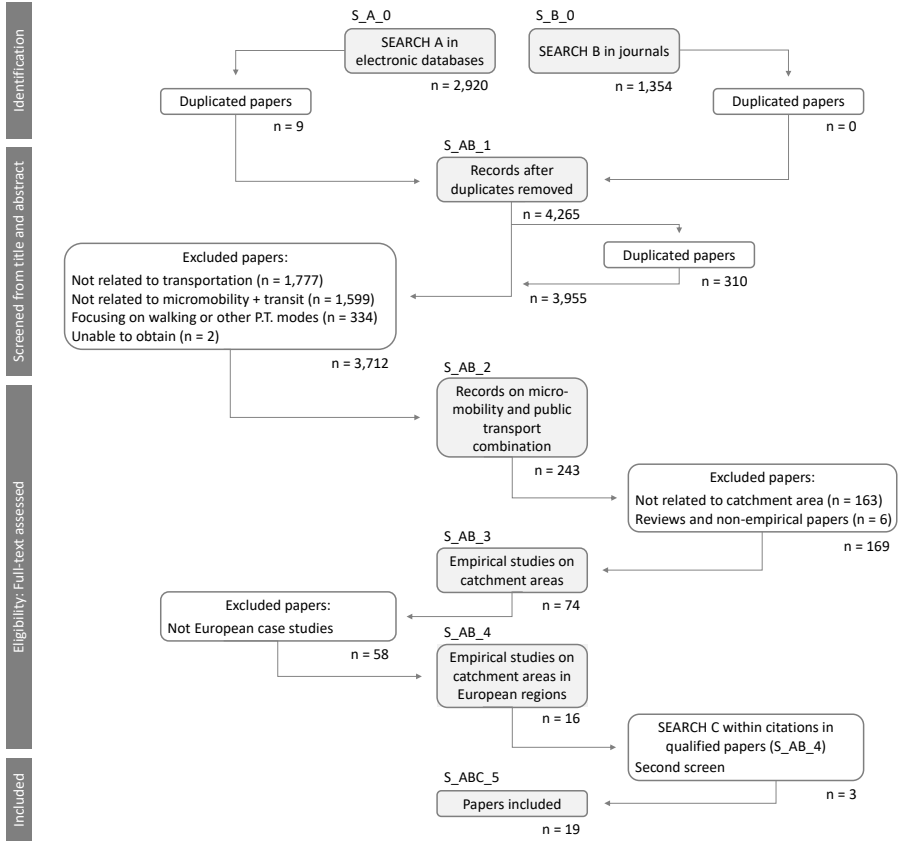 Identification
S_A_0
SEARCH A in
electronic databases
n = 2,920
S_B_0
SEARCH B in journals
n = 1,354
Duplicated papers
n = 9
Duplicated papers
n = 0
Screened from title and abstract
S_AB_1
Records after
duplicates removed
n = 4,265
Duplicated papers
n = 310
n = 3,955
Excluded papers:
Not related to transportation (n = 1,777)
Not related to micromobility + transit (n = 1,599)
Focusing on walking or other P.T. modes (n = 334)
Unable to obtain (n = 2)
n = 3,712
Eligibility: Full-text assessed
S_AB_2
Records on micro-
mobility and public
transport
combination
n = 243
Excluded papers:
Not related to catchment area (n = 163)
Reviews and non-empirical papers (n = 6)
n = 169
S_AB_3
Empirical studies on
catchment areas
n = 74
Excluded papers:
Not European case studies
n = 58
S_AB_4
Empirical studies on
catchment areas in
European regions
n = 16
SEARCH C within citations in
qualified papers (S_AB_4)
Second screen
n = 3
Included
S_ABC_5
Papers included
n = 19